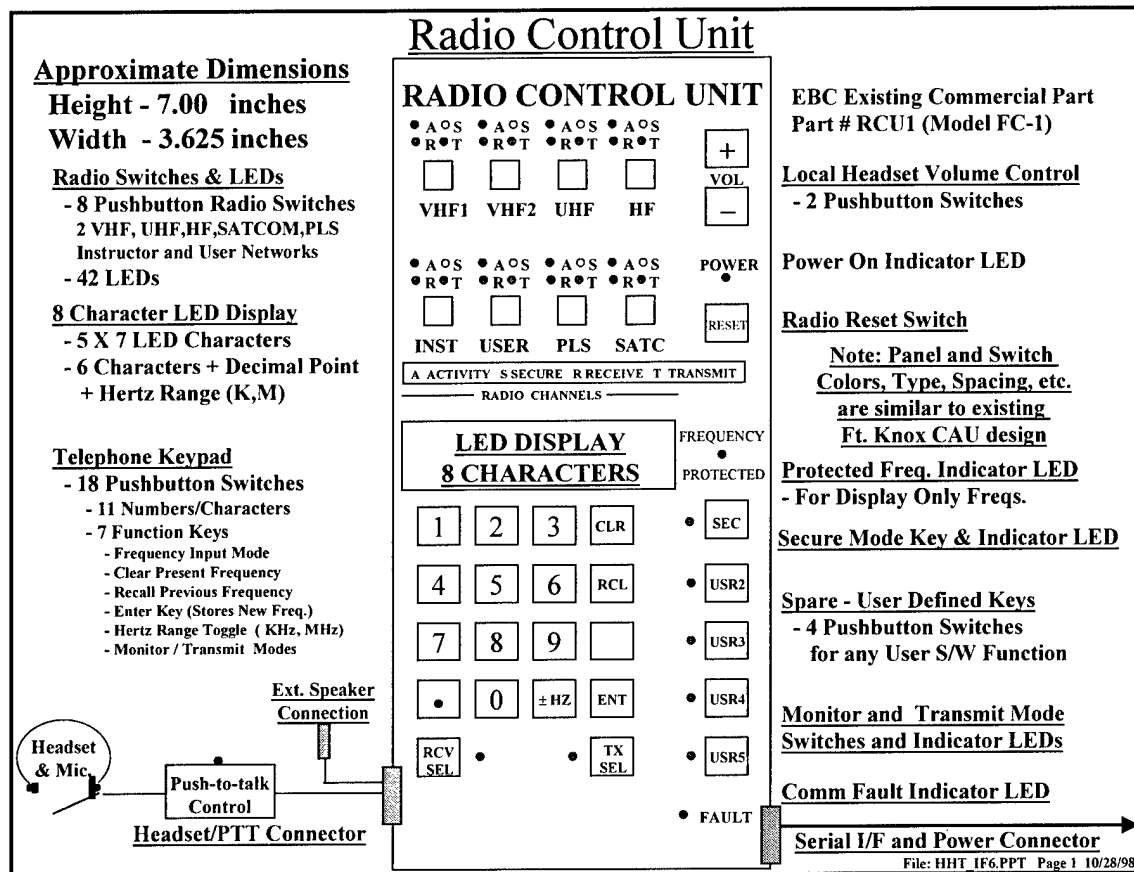 Radio Control Unit
Approximate Dimensions
Height - 7.00 inches
Width - 3.625 inches
Radio Switches & LEDs
- 8 Pushbutton Radio Switches
2 VHF, UHF,HF,SATCOM,PLS
Instructor and User Networks
- 42 LEDs
8 Character LED Display
- 5 X 7 LED Characters
- 6 Characters + Decimal Point
+ Hertz Range (K,M)
Telephone Keypad
- 18 Pushbutton Switches
- 11 Numbers/Characters
- 7 Function Keys
- Frequency Input Mode
- Clear Present Frequency
- Recall Previous Frequency
- Enter Key (Stores New Freq.)
- Hertz Range Toggle ( KHz, MHz)
- Monitor / Transmit Modes
Ext. Speaker
Connection
Headset
& Mic.
Push-to-talk
Control
Headset/PTT Connector
RADIO CONTROL UNIT
A S A S A S A S
R T R T R T R T
VHF1 VHF2 UHF HF
+
VOL
−
A S A S A S A S
R T R T R T R T
INST USER PLS SATC
POWER
RESET
A ACTIVITY S SECURE R RECEIVE T TRANSMIT
RADIO CHANNELS
LED DISPLAY
8 CHARACTERS
FREQUENCY
PROTECTED
1 2 3 CLR SEC
4 5 6 RCL USR2
7 8 9 USR3
• 0 ± HZ ENT USR4
RCV
SEL
TX
SEL
USR5
FAULT
EBC Existing Commercial Part
Part # RCU1 (Model FC-1)
Local Headset Volume Control
- 2 Pushbutton Switches
Power On Indicator LED
Radio Reset Switch
Note: Panel and Switch
Colors, Type, Spacing, etc.
are similar to existing
Ft. Knox CAU design
Protected Freq. Indicator LED
- For Display Only Freqs.
Secure Mode Key & Indicator LED
Spare - User Defined Keys
- 4 Pushbutton Switches
for any User S/W Function
Monitor and Transmit Mode
Switches and Indicator LEDs
Comm Fault Indicator LED
Serial I/F and Power Connector
File: HHT_IF6.PPT Page 1 10/28/98